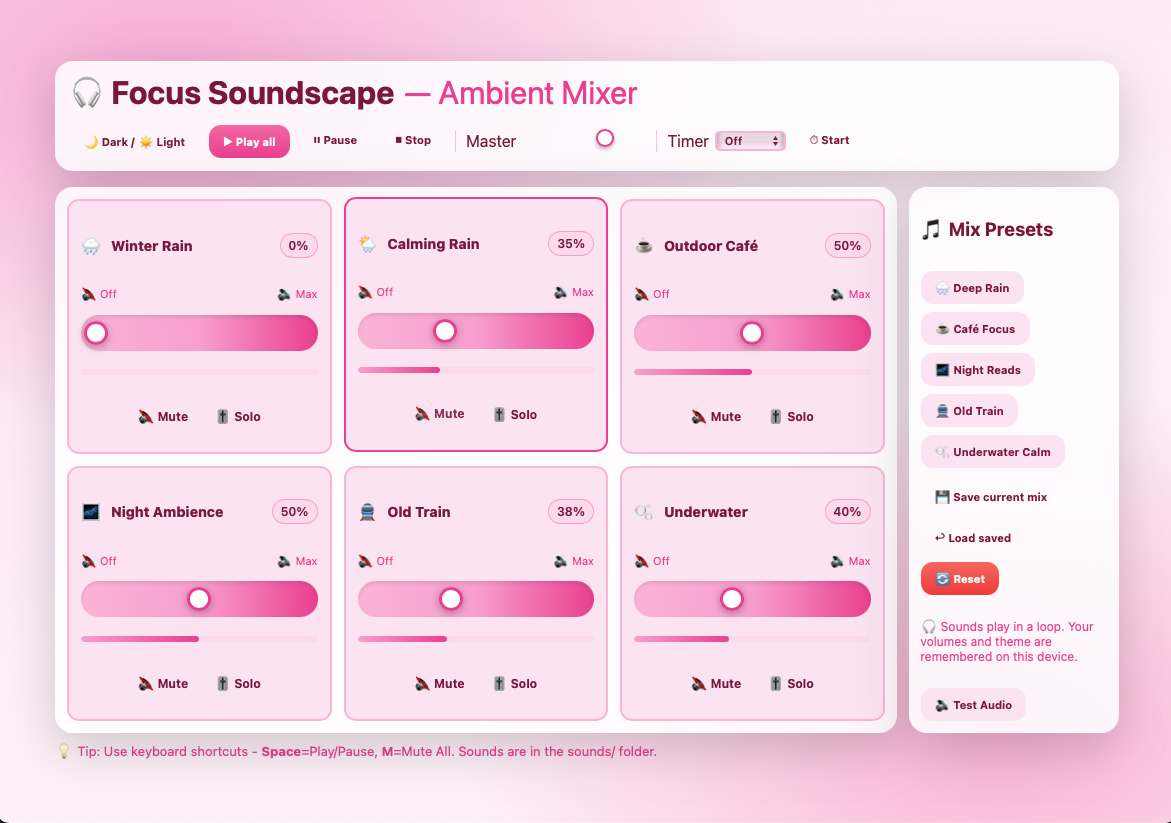 Focus Soundscape — Ambient Mixer
Dark / Light Play all Pause Stop Master Timer Off Start
Winter Rain 0%
Off Max
Mute Solo
Calming Rain 35%
Off Max
Mute Solo
Outdoor Café 50%
Off Max
Mute Solo
Night Ambience 50%
Off Max
Mute Solo
Old Train 38%
Off Max
Mute Solo
Underwater 40%
Off Max
Mute Solo
Mix Presets
Deep Rain
Café Focus
Night Reads
Old Train
Underwater Calm
Save current mix
Load saved
Reset
Sounds play in a loop. Your
volumes and theme are
remembered on this device.
Test Audio
Tip: Use keyboard shortcuts - Space=Play/Pause, M=Mute All. Sounds are in the sounds/ folder.